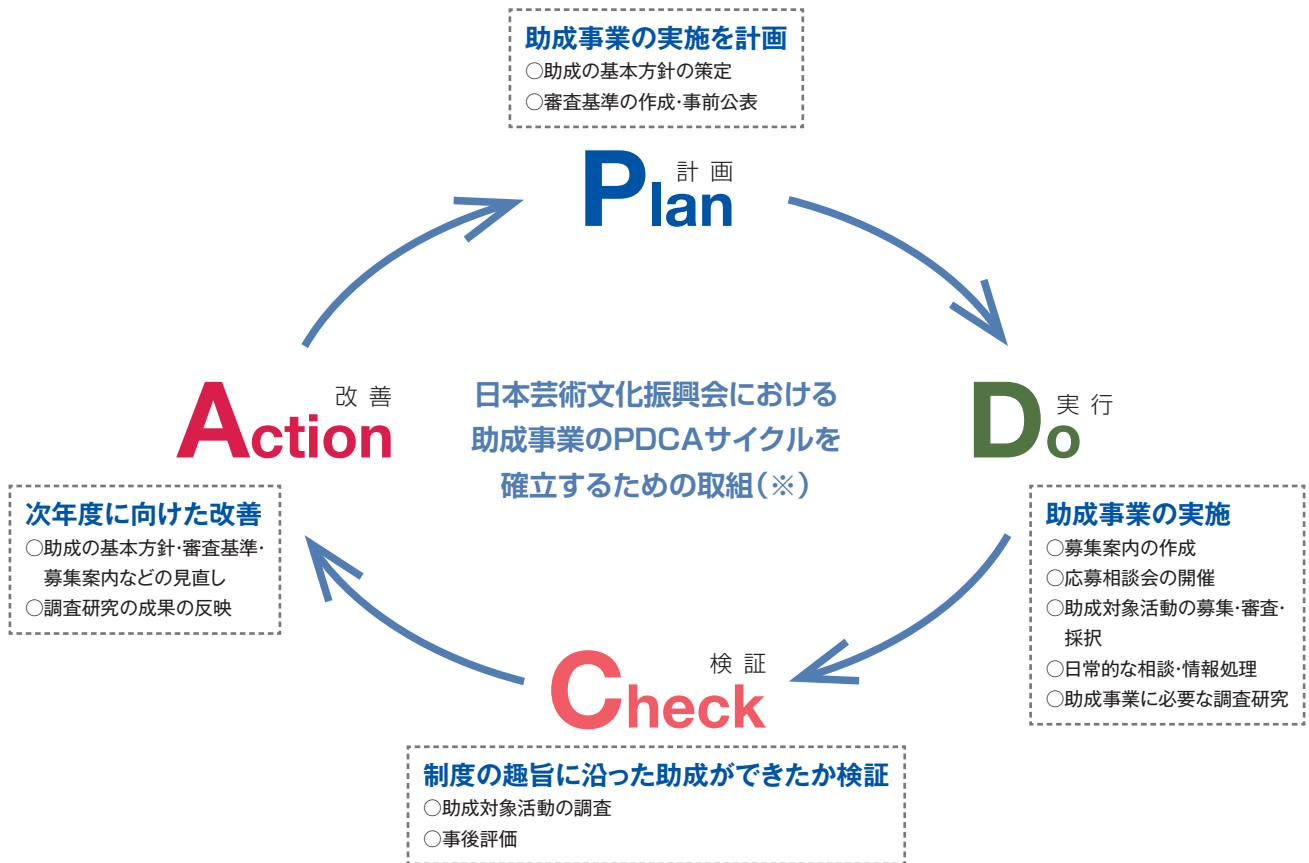 助成事業の実施を計画
○助成の基本方針の策定
○審査基準の作成・事前公表
計画
Plan
日本芸術文化振興会における
助成事業のPDCAサイクルを
確立するための取組(※)
実行
Do
助成事業の実施
○募集案内の作成
○応募相談会の開催
○助成対象活動の募集・審査・
採択
○日常的な相談・情報処理
○助成事業に必要な調査研究
検証
Check
制度の趣旨に沿った助成ができたか検証
○助成対象活動の調査
○事後評価
改善
Action
次年度に向けた改善
○助成の基本方針・審査基準・
募集案内などの見直し
○調査研究の成果の反映